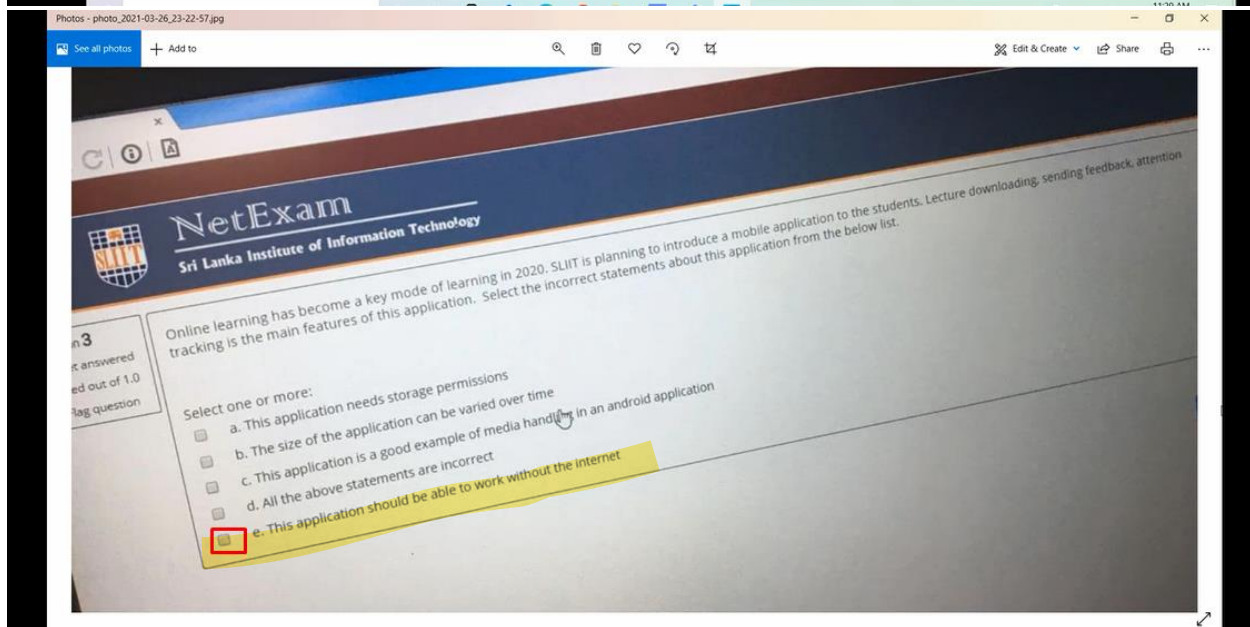 Photos - photo_2021-03-26_23-22-57.jpg
See all photos
Add to
Edit & Create
Share
NetExam
Sri Lanka Institute of Information Technology
SLIIT
n 3
t answered
ed out of 1.0
lag question
Online learning has become a key mode of learning in 2020. SLIIT is planning to introduce a mobile application to the students. Lecture downloading, sending feedback, attention
tracking is the main features of this application. Select the incorrect statements about this application from the below list.
Select one or more:
a. This application needs storage permissions
b. The size of the application can be varied over time
c. This application is a good example of media handling in an android application
d. All the above statements are incorrect
e. This application should be able to work without the internet